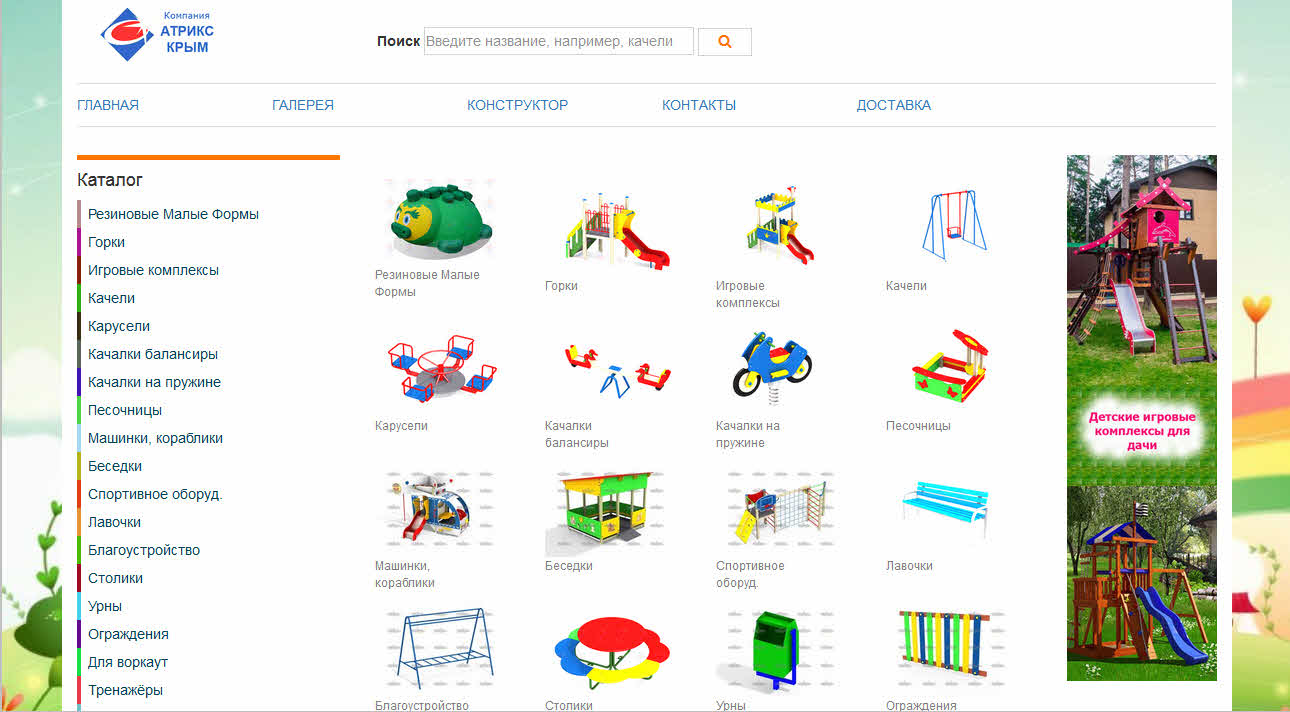 Компания
АТРИКС
КРЫМ
Поиск Введите название, например, качели
ГЛАВНАЯ ГАЛЕРЕЯ КОНСТРУКТОР КОНТАКТЫ ДОСТАВКА
Каталог
Резиновые Малые Формы
Горки
Игровые комплексы
Качели
Карусели
Качалки балансиры
Качалки на пружине
Песочницы
Машинки, кораблики
Беседки
Спортивное оборуд.
Лавочки
Благоустройство
Столики
Урны
Ограждения
Для воркаут
Тренажёры
Резиновые Малые
Формы
Горки
Игровые
комплексы
Качели
Карусели
Качалки
балансиры
Качалки на
пружине
Песочницы
Машинки,
кораблики
Беседки
Спортивное
оборуд.
Лавочки
Благоустройство
Столики
Урны
Ограждения
Детские игровые
комплексы для
дачи